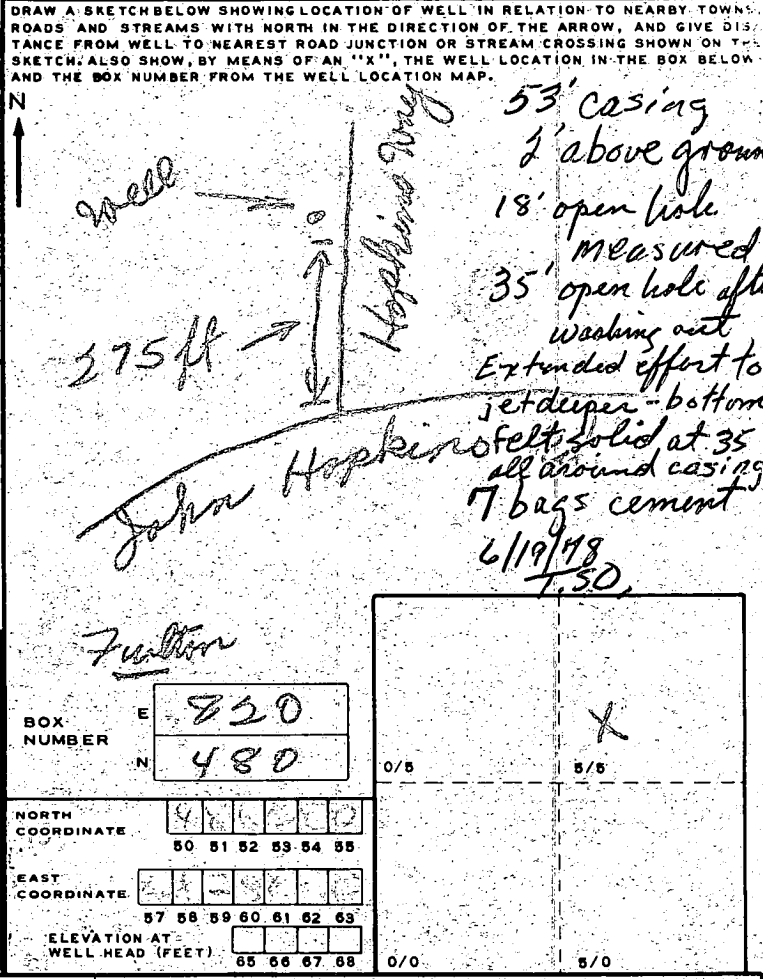 DRAW A SKETCH BELOW SHOWING LOCATION OF WELL IN RELATION TO NEARBY TOWNS,
ROADS AND STREAMS WITH NORTH IN THE DIRECTION OF THE ARROW, AND GIVE DIS-
TANCE FROM WELL TO NEAREST ROAD JUNCTION OR STREAM CROSSING SHOWN ON THE
SKETCH. ALSO SHOW, BY MEANS OF AN "X", THE WELL LOCATION IN THE BOX BELOW
AND THE BOX NUMBER FROM THE WELL LOCATION MAP.
N
Well
Hopkins Way
275 ft
John Hopkins
53' casing
2' above groun
18' open hole
measured
35' open hole afte
washing out
Extended effort to
jet deeper - bottom
felt solid at 35
all around casing
7 bags cement
6/19/78
T.SO.
Fulton
BOX
NUMBER
E 820
N 480
0/5 5/5
X
NORTH
COORDINATE
50 51 52 53 54 55
EAST
COORDINATE
57 58 59 60 61 62 63
ELEVATION AT
WELL HEAD (FEET)
65 66 67 68
0/0 5/0